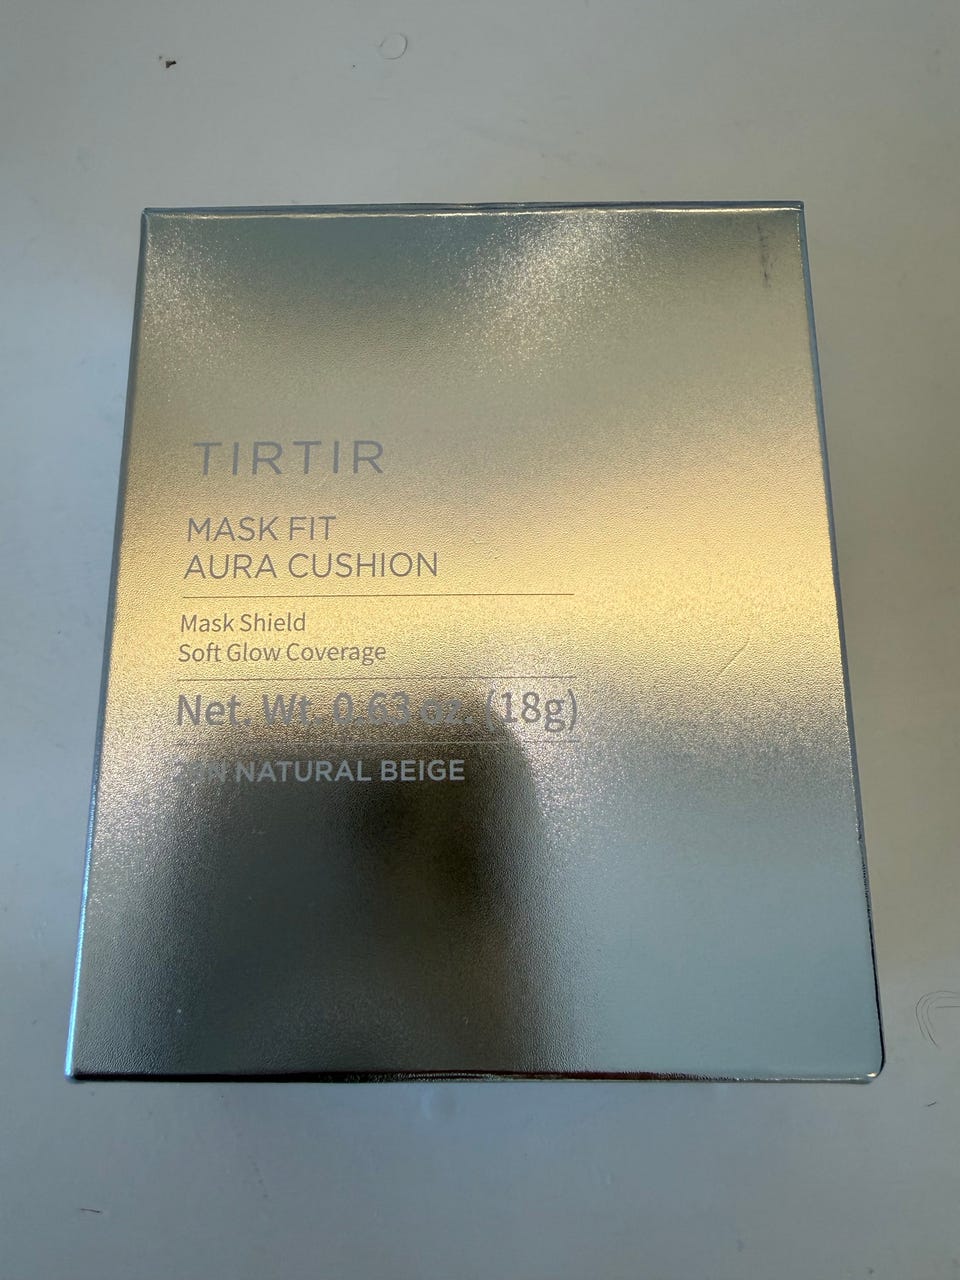 TIRTIR
MASK FIT
AURA CUSHION
Mask Shield
Soft Glow Coverage
Net. Wt. 0.63 oz. (18g)
NATURAL BEIGE